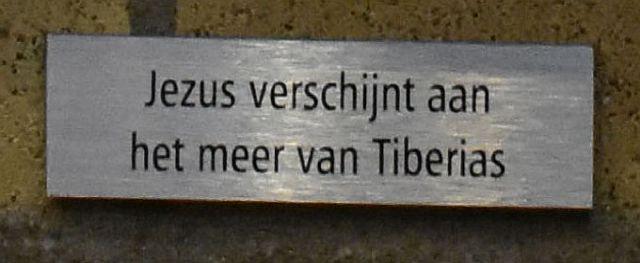 Jezus verschijnt aan
het meer van Tiberias